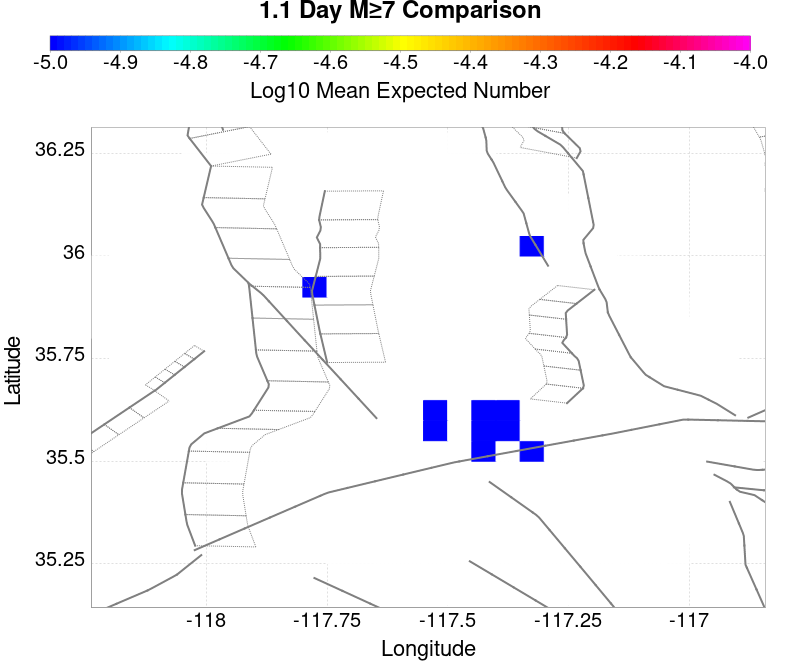 1.1 Day M≥7 Comparison
-5.0 -4.9 -4.8 -4.7 -4.6 -4.5 -4.4 -4.3 -4.2 -4.1 -4.0
Log10 Mean Expected Number
36.25
36
35.75
35.5
35.25
Latitude
-118 -117.75 -117.5 -117.25 -117
Longitude